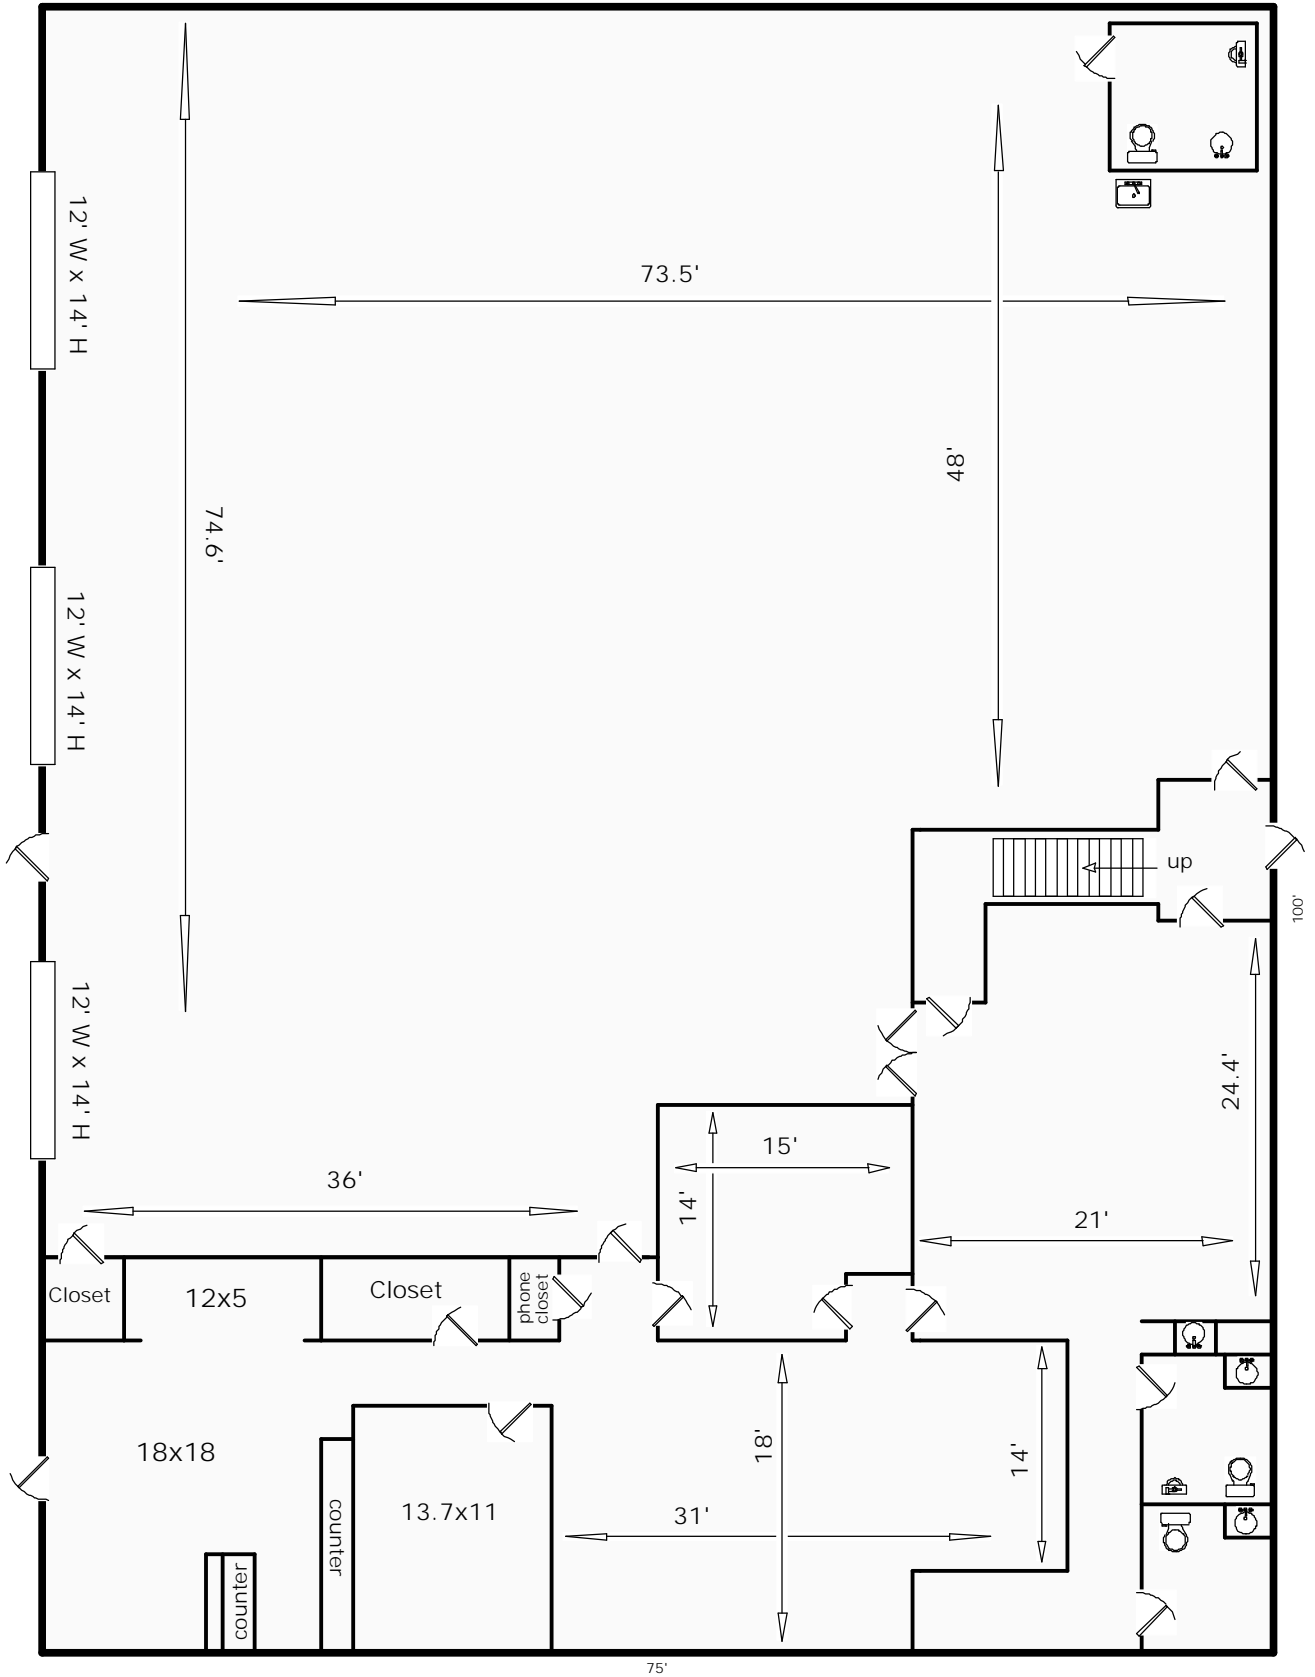 12' W x 14' H
73.5'
48'
74.6'
12' W x 14' H
up
100'
12' W x 14' H
24.4'
15'
36'
14'
21'
Closet
12x5
Closet
phone
closet
18x18
18'
14'
13.7x11
31'
counter
counter
75'